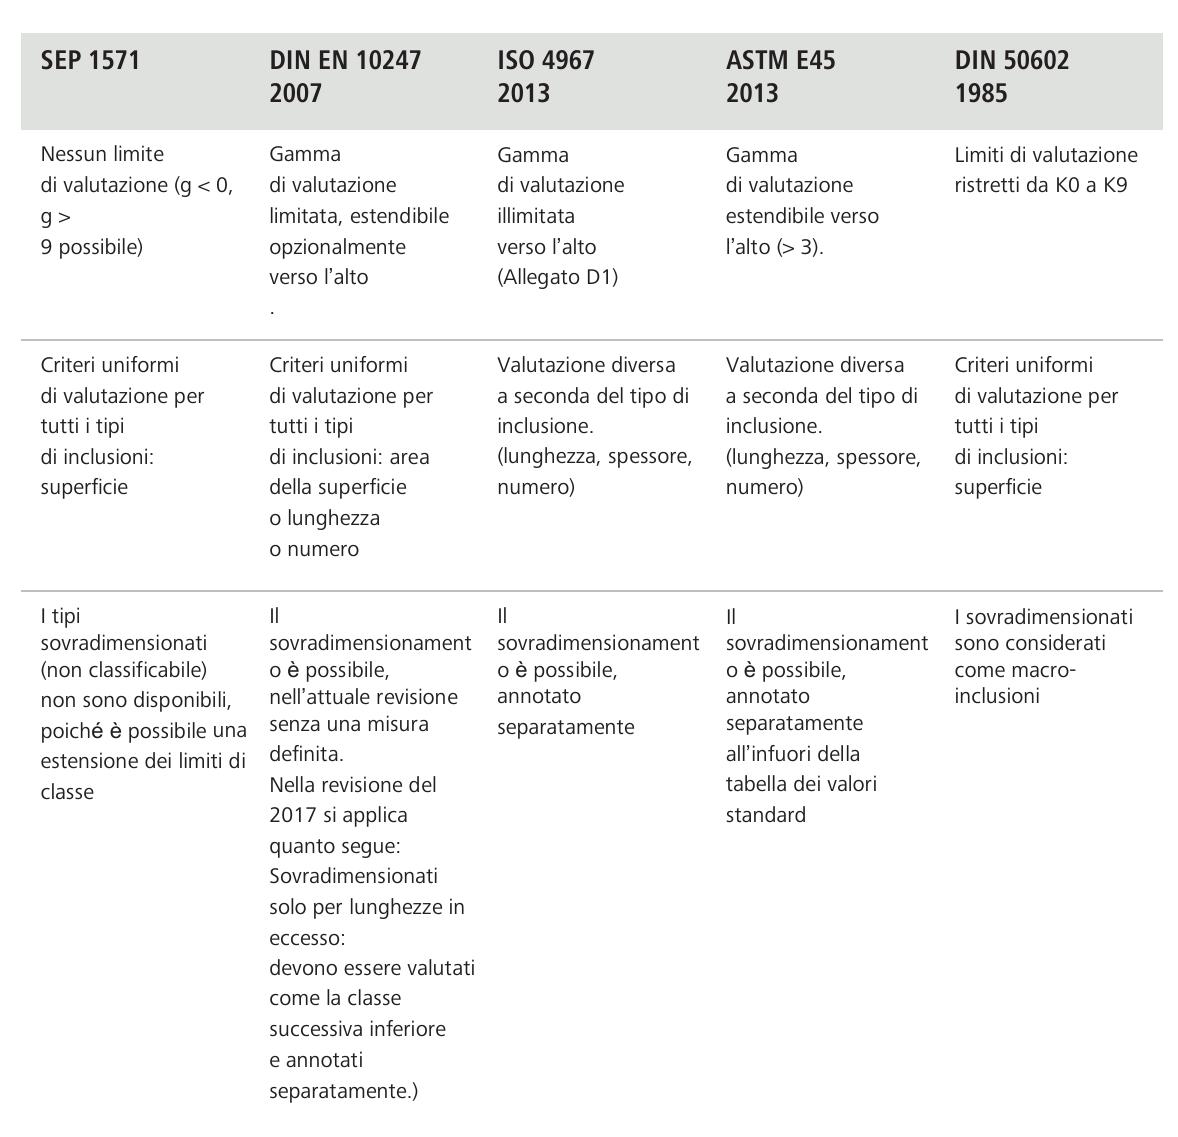 SEP 1571
DIN EN 10247
2007
ISO 4967
2013
ASTM E45
2013
DIN 50602
1985
Nessun limite
di valutazione (g < 0,
g >
9 possibile)
Gamma
di valutazione
limitata, estendibile
opzionalmente
verso l'alto
.
Gamma
di valutazione
illimitata
verso l'alto
(Allegato D1)
Gamma
di valutazione
estendibile verso
l'alto (> 3).
Limiti di valutazione
ristretti da K0 a K9
Criteri uniformi
di valutazione per
tutti i tipi
di inclusioni:
superficie
Criteri uniformi
di valutazione per
tutti i tipi
di inclusioni: area
della superficie
o lunghezza
o numero
Valutazione diversa
a seconda del tipo di
inclusione.
(lunghezza, spessore,
numero)
Valutazione diversa
a seconda del tipo di
inclusione.
(lunghezza, spessore,
numero)
Criteri uniformi
di valutazione per
tutti i tipi
di inclusioni:
superficie
I tipi
sovradimensionati
(non classificabile)
non sono disponibili,
poiché è possibile una
estensione dei limiti di
classe
Il
sovradimensionament
o è possibile,
nell'attuale revisione
senza una misura
definita.
Nella revisione del
2017 si applica
quanto segue:
Sovradimensionati
solo per lunghezze in
eccesso:
devono essere valutati
come la classe
successiva inferiore
e annotati
separatamente.)
Il
sovradimensionament
o è possibile,
annotato
separatamente
Il
sovradimensionament
o è possibile,
annotato
separatamente
all'infuori della
tabella dei valori
standard
I sovradimensionati
sono considerati
come macro-
inclusioni